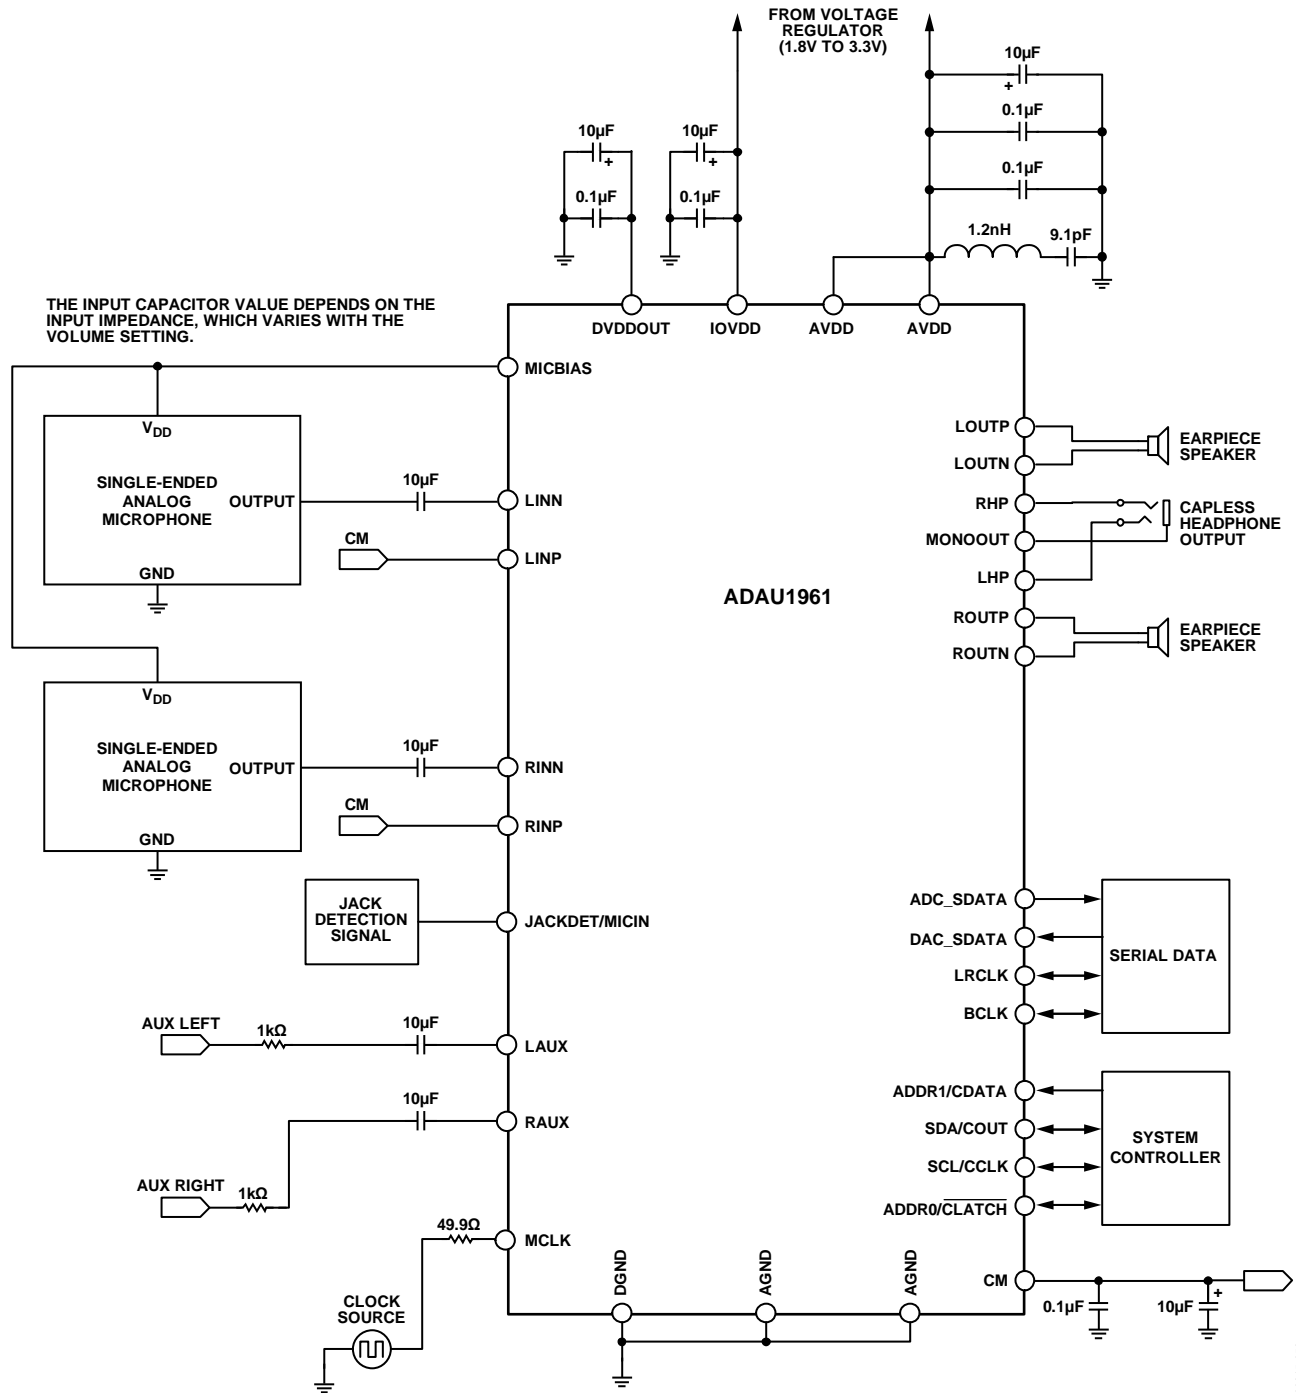 FROM VOLTAGE
REGULATOR
(1.8V TO 3.3V)
10µF
0.1µF
0.1µF
1.2nH
9.1pF
10µF
0.1µF
10µF
0.1µF
THE INPUT CAPACITOR VALUE DEPENDS ON THE
INPUT IMPEDANCE, WHICH VARIES WITH THE
VOLUME SETTING.
DVDDOUT
IOVDD
AVDD
AVDD
MICBIAS
VDD
SINGLE-ENDED
ANALOG
MICROPHONE
OUTPUT
GND
10µF
LINN
CM
LINP
VDD
SINGLE-ENDED
ANALOG
MICROPHONE
OUTPUT
GND
10µF
RINN
CM
RINP
JACK
DETECTION
SIGNAL
JACKDET/MICIN
AUX LEFT
1kΩ
10µF
LAUX
10µF
RAUX
AUX RIGHT
1kΩ
49.9Ω
MCLK
CLOCK
SOURCE
ADAU1961
LOUTP
LOUTN
EARPIECE
SPEAKER
RHP
MONOOUT
LHP
CAPLESS
HEADPHONE
OUTPUT
ROUTP
ROUTN
EARPIECE
SPEAKER
ADC_SDATA
DAC_SDATA
LRCLK
BCLK
SERIAL DATA
ADDR1/CDATA
SDA/COUT
SCL/CCLK
ADDR0/CLATCH
SYSTEM
CONTROLLER
DGND
AGND
AGND
CM
0.1µF
10µF